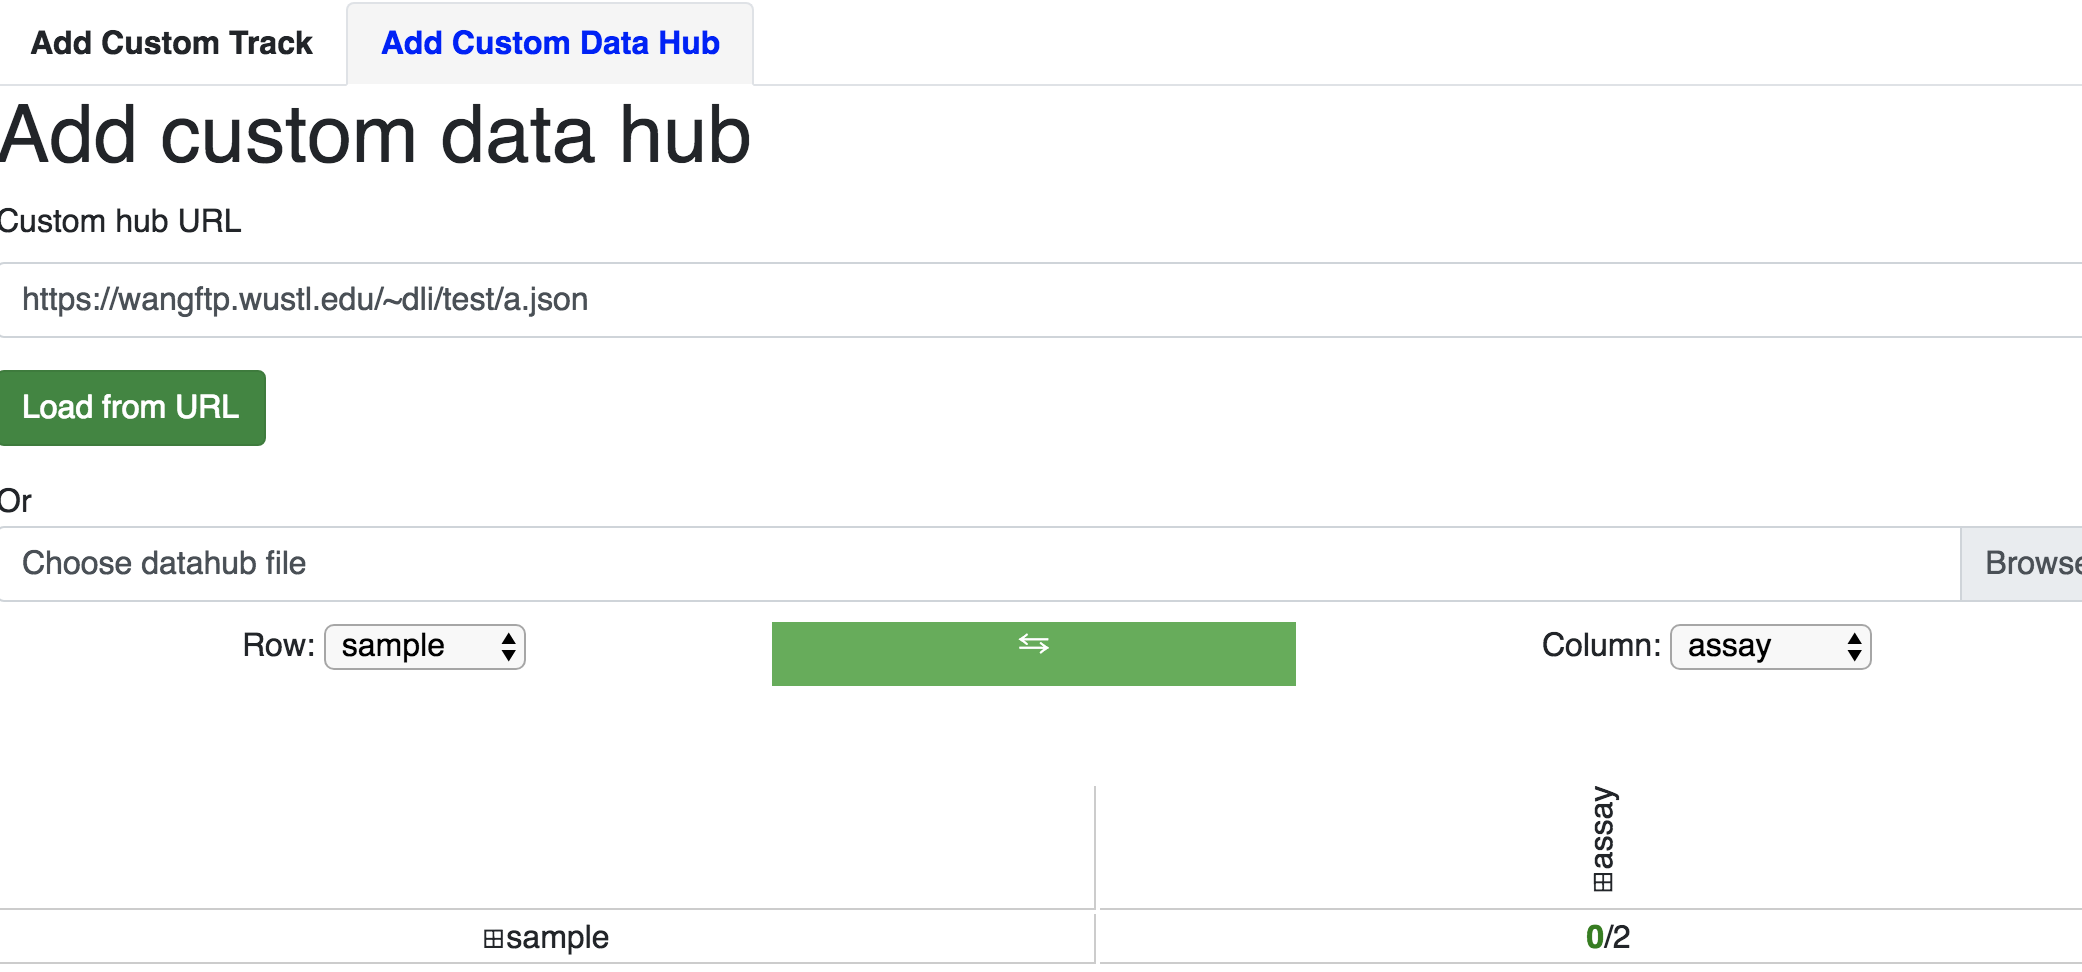 Add Custom Track Add Custom Data Hub
Add custom data hub
Custom hub URL
https://wangftp.wustl.edu/~dli/test/a.json
Load from URL
Or
Choose datahub file Browse
Row: sample ⇆ Column: assay
⊞assay
⊞sample 0/2